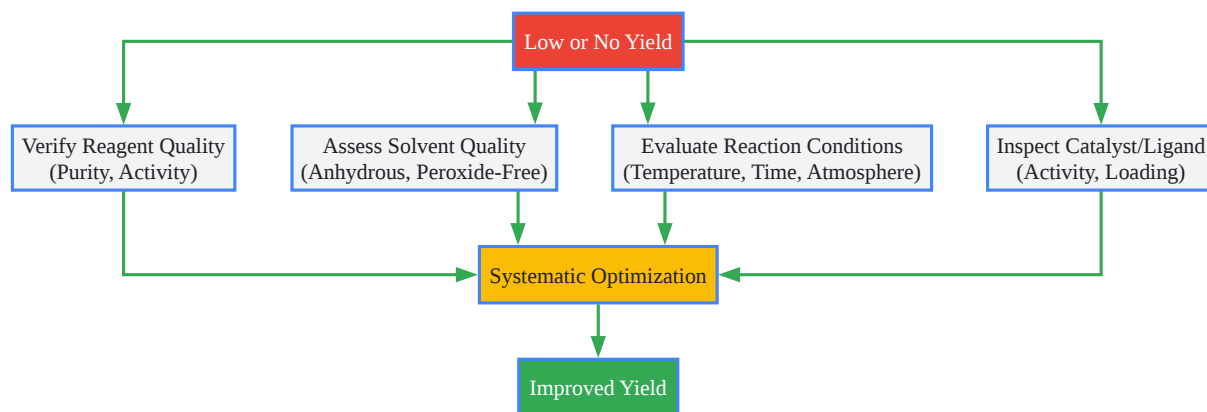 Low or No Yield
Verify Reagent Quality
(Purity, Activity)
Assess Solvent Quality
(Anhydrous, Peroxide-Free)
Evaluate Reaction Conditions
(Temperature, Time, Atmosphere)
Inspect Catalyst/Ligand
(Activity, Loading)
Systematic Optimization
Improved Yield